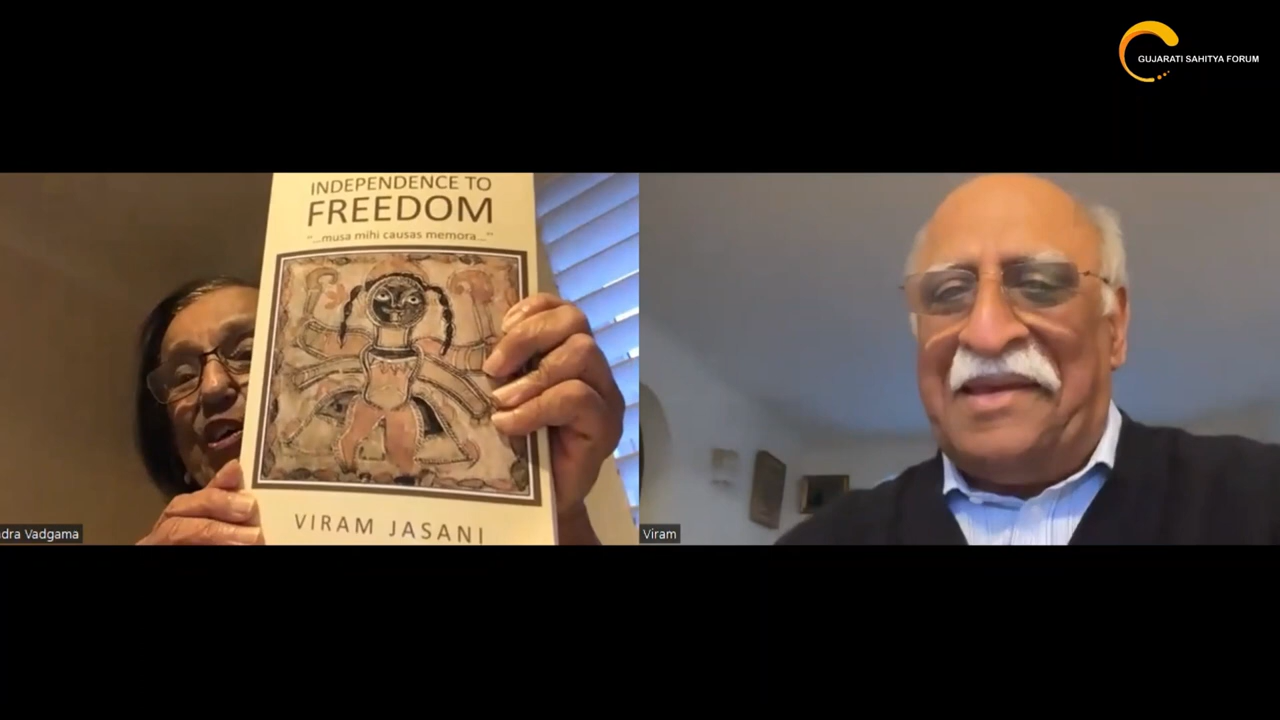 GUJARATI SAHITYA FORUM
INDEPENDENCE TO
FREEDOM
"...musa mihi causas memora..."
VIRAM JASANI
dra Vadgama
Viram